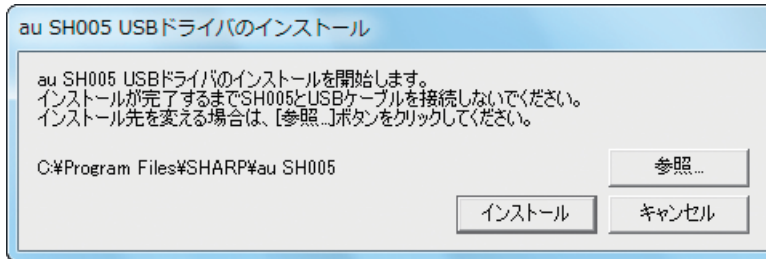 au SH005 USBドライバのインストール
au SH005 USBドライバのインストールを開始します。
インストールが完了するまでSH005とUSBケーブルを接続しないでください。
インストール先を変える場合は、[参照...]ボタンをクリックしてください。
C:¥Program Files¥SHARP¥au SH005
参照...
インストール
キャンセル